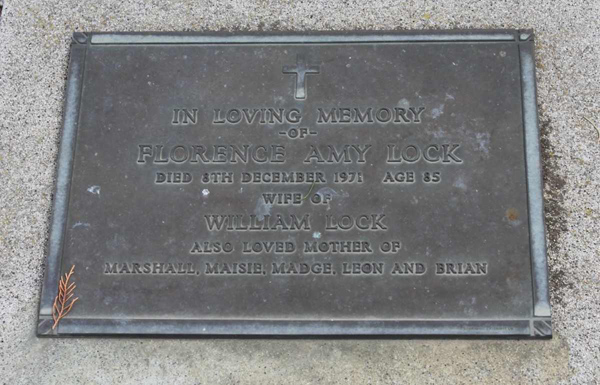 IN LOVING MEMORY
-OF-
FLORENCE AMY LOCK
DIED 8TH DECEMBER 1971 AGE 85
WIFE OF
WILLIAM LOCK
ALSO LOVED MOTHER OF
MARSHALL, MAISIE, MADGE, LEON AND BRIAN